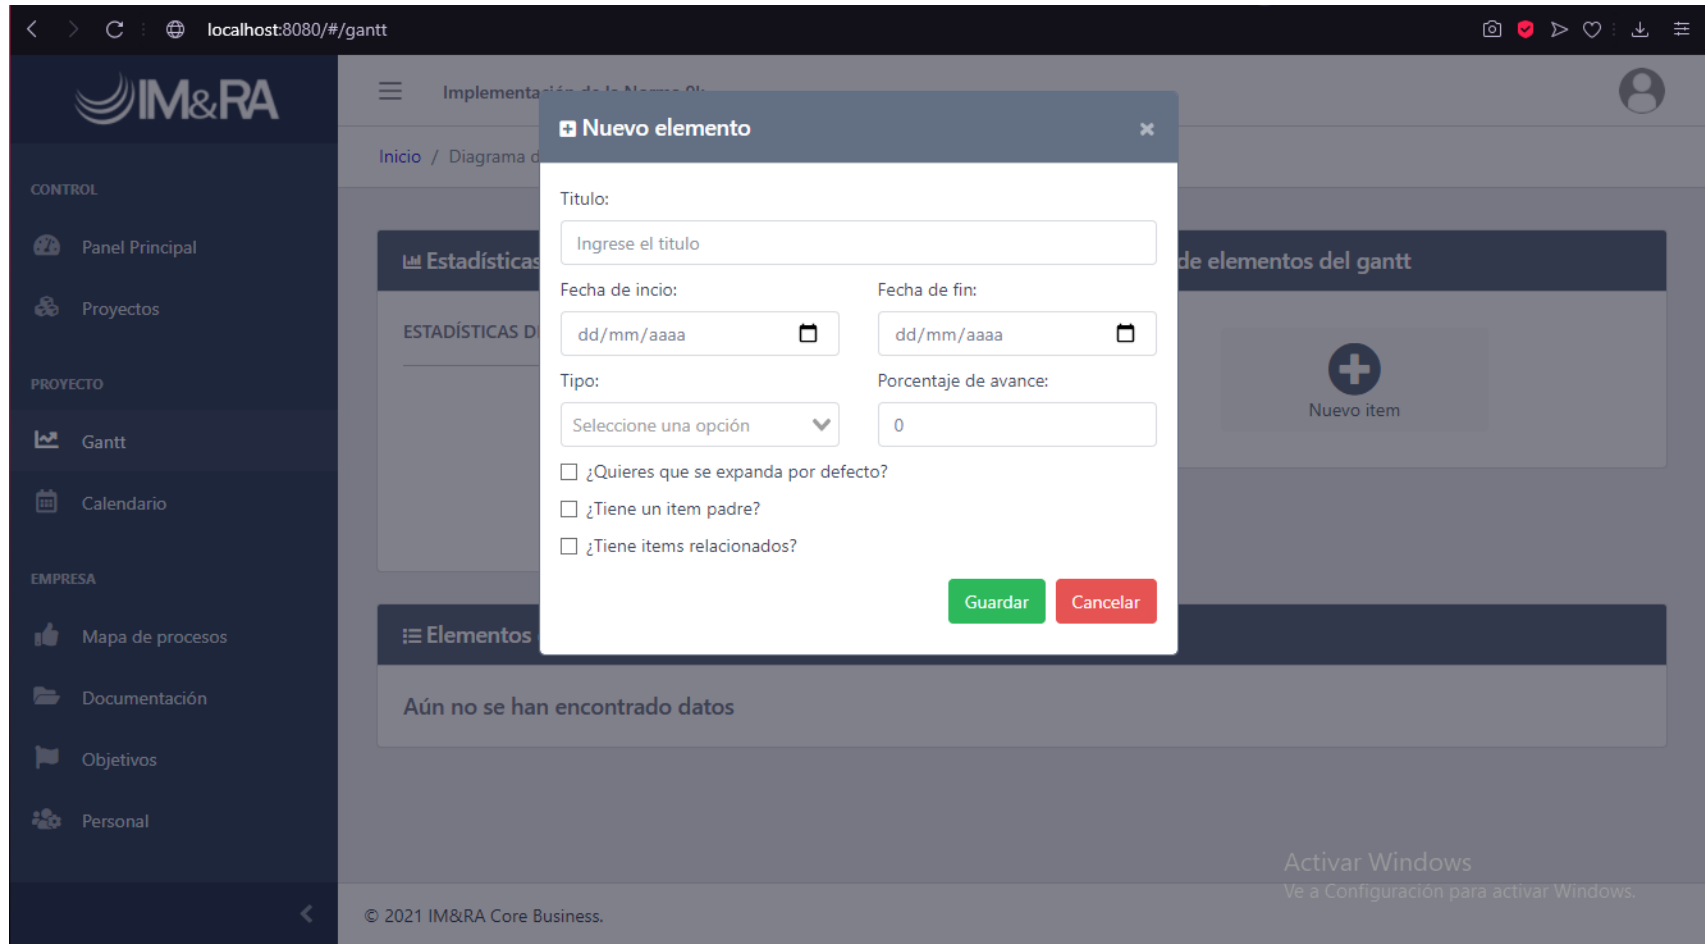 localhost:8080/#/gantt
IM&RA
Implementa
Inicio / Diagrama d
CONTROL
Panel Principal
Proyectos
PROYECTO
Gantt
Calendario
EMPRESA
Mapa de procesos
Documentación
Objetivos
Personal
Estadísticas
de elementos del gantt
ESTADÍSTICAS D
Nuevo item
Nuevo elemento
Titulo:
Ingrese el titulo
Fecha de incio: Fecha de fin:
dd/mm/aaaa dd/mm/aaaa
Tipo: Porcentaje de avance:
Seleccione una opción 0
¿Quieres que se expanda por defecto?
¿Tiene un item padre?
¿Tiene items relacionados?
Guardar Cancelar
Elementos
Aún no se han encontrado datos
Activar Windows
Ve a Configuración para activar Windows.
© 2021 IM&RA Core Business.